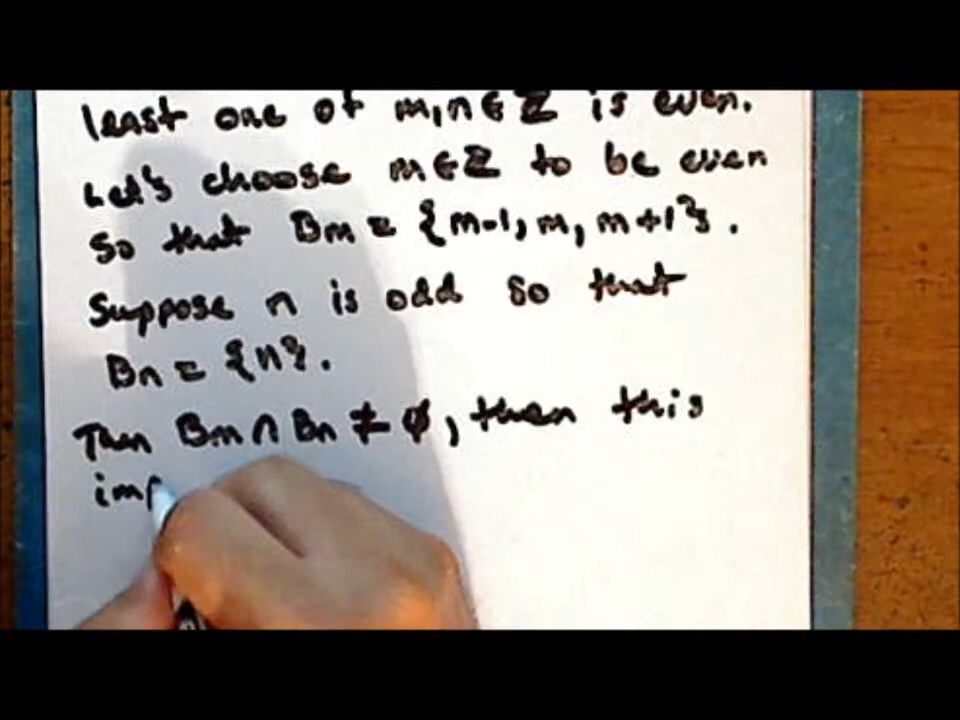 least one of m,n∈ℤ is even.
Let's choose m∈ℤ to be even
so that Bm = {m-1, m, m+1}.
Suppose n is odd so that
Bn = {n}.
Then Bm∩Bn ≠ ∅, then this
imp